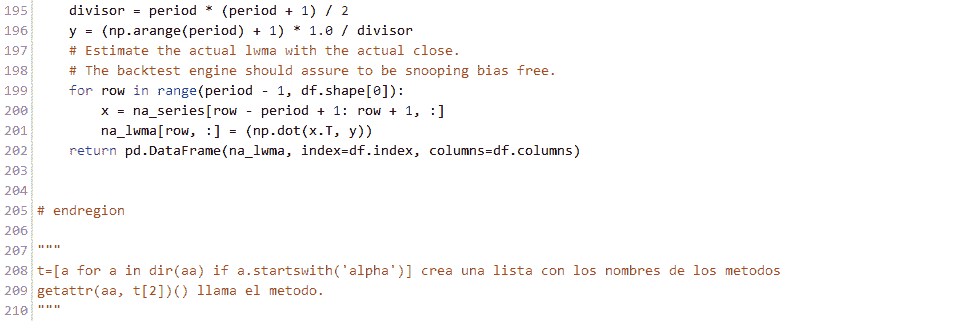 195 divisor = period * (period + 1) / 2
196 y = (np.arange(period) + 1) * 1.0 / divisor
197 # Estimate the actual lwma with the actual close.
198 # The backtest engine should assure to be snooping bias free.
199 for row in range(period - 1, df.shape[0]):
200 x = na_series[row - period + 1: row + 1, :]
201 na_lwma[row, :] = (np.dot(x.T, y))
202 return pd.DataFrame(na_lwma, index=df.index, columns=df.columns)
203
204
205 # endregion
206
207 """
208 t=[a for a in dir(aa) if a.startswith('alpha')] crea una lista con los nombres de los metodos
209 getattr(aa, t[2])() llama el metodo.
210 """